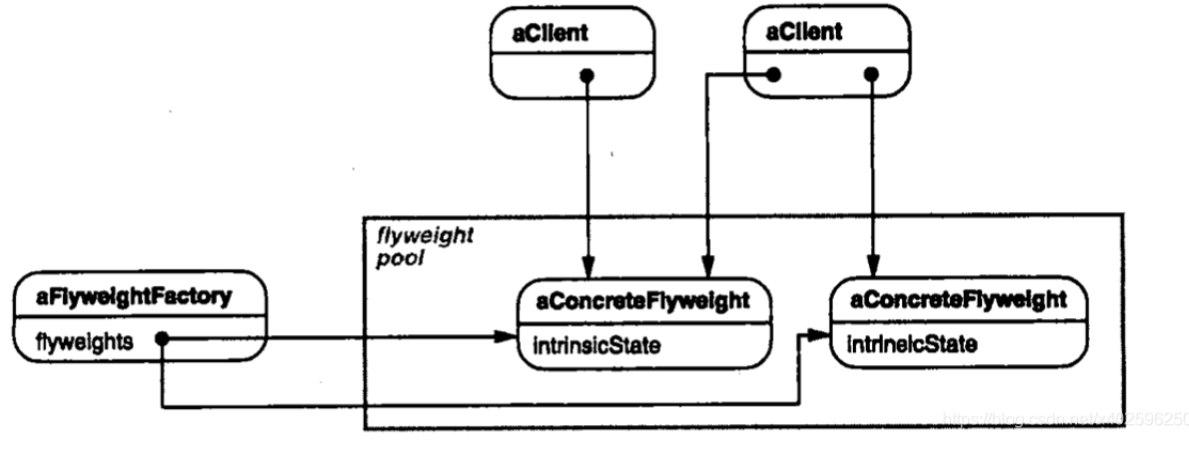 aClient
aClient
flyweight
pool
aFlyweightFactory
flyweights
aConcreteFlyweight
intrinsicState
aConcreteFlyweight
intrinsicState